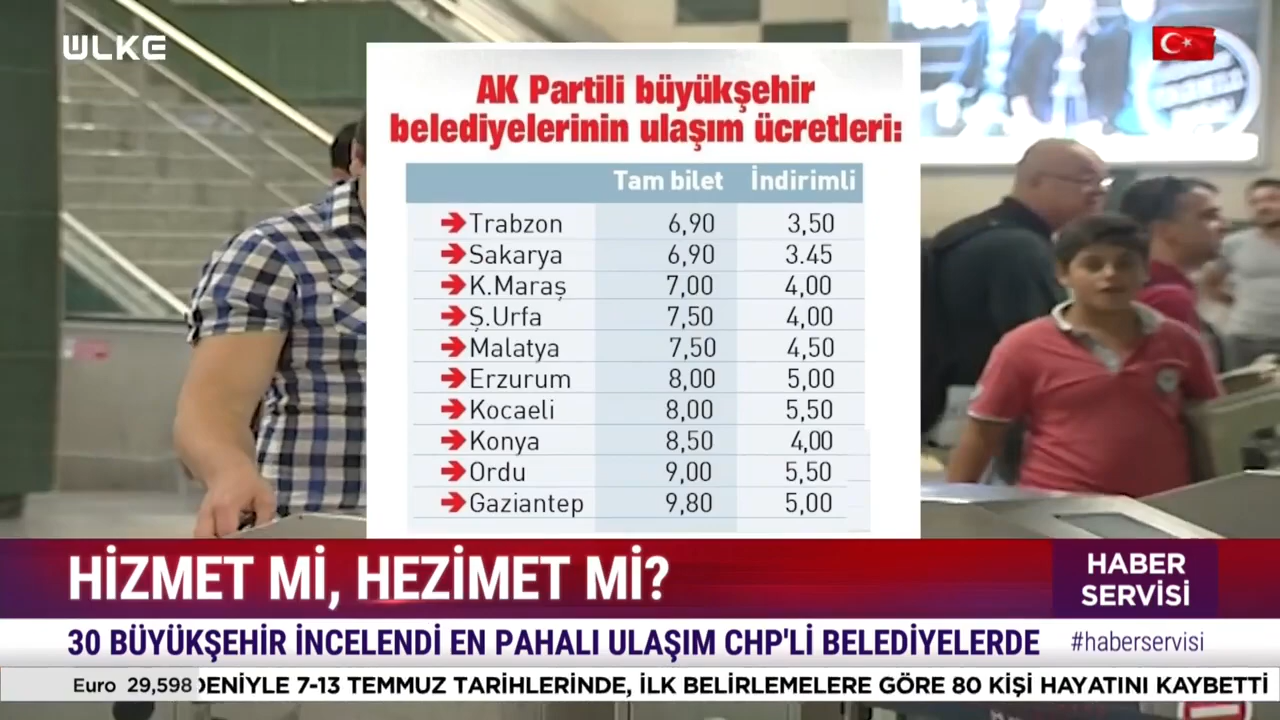 ÜLKE
AK Partili büyükşehir
belediyelerinin ulaşım ücretleri:
Tam bilet İndirimli
Trabzon 6,90 3,50
Sakarya 6,90 3.45
K.Maraş 7,00 4,00
Ş.Urfa 7,50 4,00
Malatya 7,50 4,50
Erzurum 8,00 5,00
Kocaeli 8,00 5,50
Konya 8,50 4,00
Ordu 9,00 5,50
Gaziantep 9,80 5,00
HİZMET Mİ, HEZİMET Mİ?
HABER
SERVİSİ
30 BÜYÜKŞEHİR İNCELENDİ EN PAHALI ULAŞIM CHP'Lİ BELEDİYELERDE
#haberservisi
Euro 29,598 DENİYLE 7-13 TEMMUZ TARİHLERİNDE, İLK BELİRLEMELERE GÖRE 80 KİŞİ HAYATINI KAYBETTİ